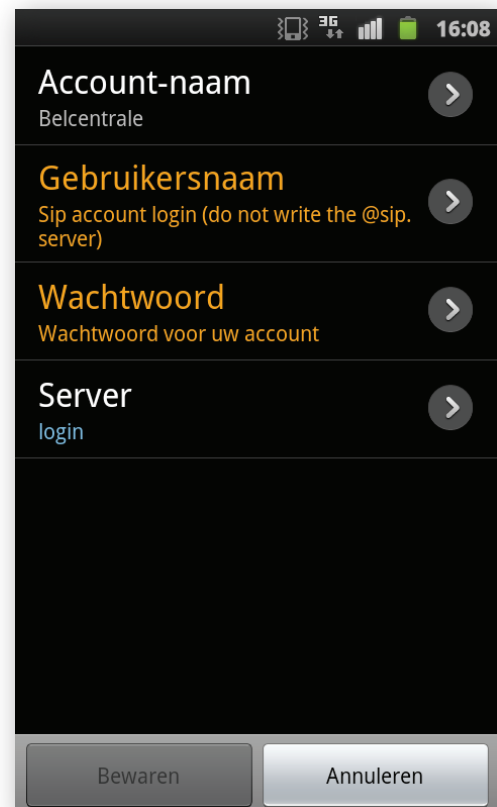 3G 16:08
Account-naam
Belcentrale
Gebruikersnaam
Sip account login (do not write the @sip.
server)
Wachtwoord
Wachtwoord voor uw account
Server
login
Bewaren Annuleren